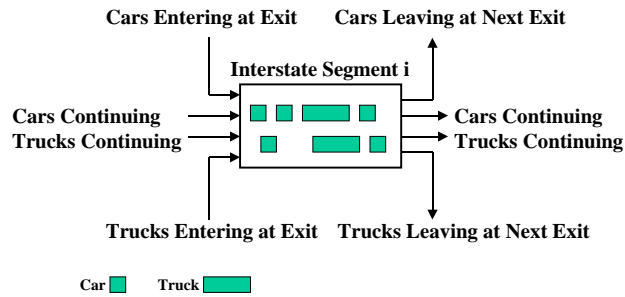 Cars Entering at Exit
Cars Leaving at Next Exit
Interstate Segment i
Cars Continuing
Trucks Continuing
Cars Continuing
Trucks Continuing
Trucks Entering at Exit
Trucks Leaving at Next Exit
Car
Truck